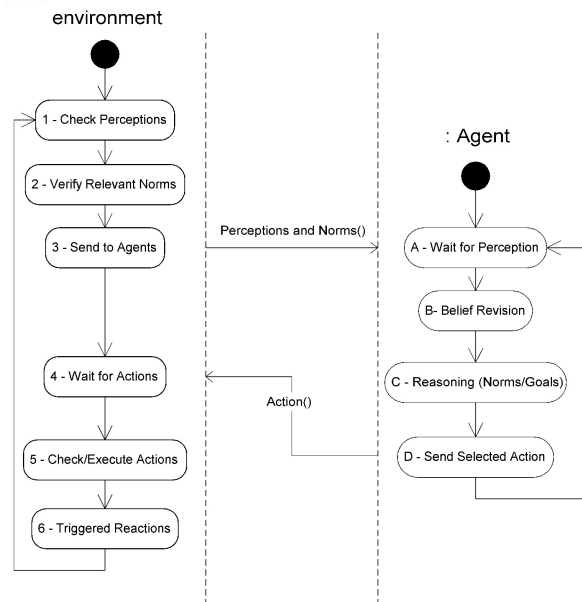 environment
1 - Check Perceptions
2 - Verify Relevant Norms
3 - Send to Agents
4 - Wait for Actions
5 - Check/Execute Actions
6 - Triggered Reactions
Perceptions and Norms()
Action()
: Agent
A - Wait for Perception
B- Belief Revision
C - Reasoning (Norms/Goals)
D - Send Selected Action